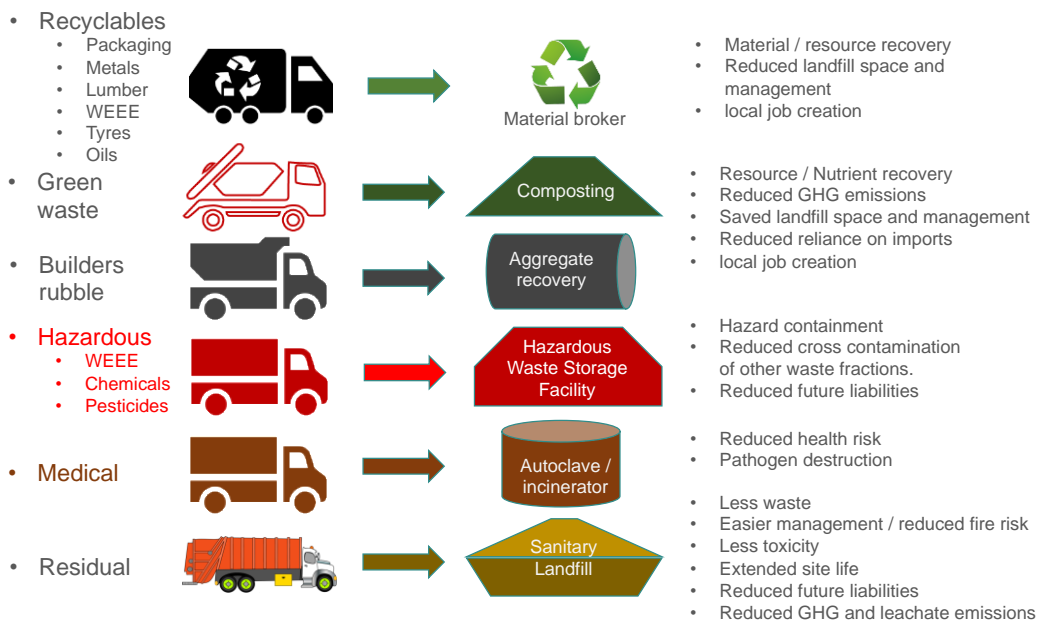 • Recyclables
• Packaging
• Metals
• Lumber
• WEEE
• Tyres
• Oils
Material broker
• Material / resource recovery
• Reduced landfill space and
management
• local job creation
• Green
waste
Composting
• Resource / Nutrient recovery
• Reduced GHG emissions
• Saved landfill space and management
• Reduced reliance on imports
• local job creation
• Builders
rubble
Aggregate
recovery
• Hazardous
• WEEE
• Chemicals
• Pesticides
Hazardous
Waste Storage
Facility
• Hazard containment
• Reduced cross contamination
of other waste fractions.
• Reduced future liabilities
• Medical
Autoclave /
incinerator
• Reduced health risk
• Pathogen destruction
• Residual
Sanitary
Landfill
• Less waste
• Easier management / reduced fire risk
• Less toxicity
• Extended site life
• Reduced future liabilities
• Reduced GHG and leachate emissions